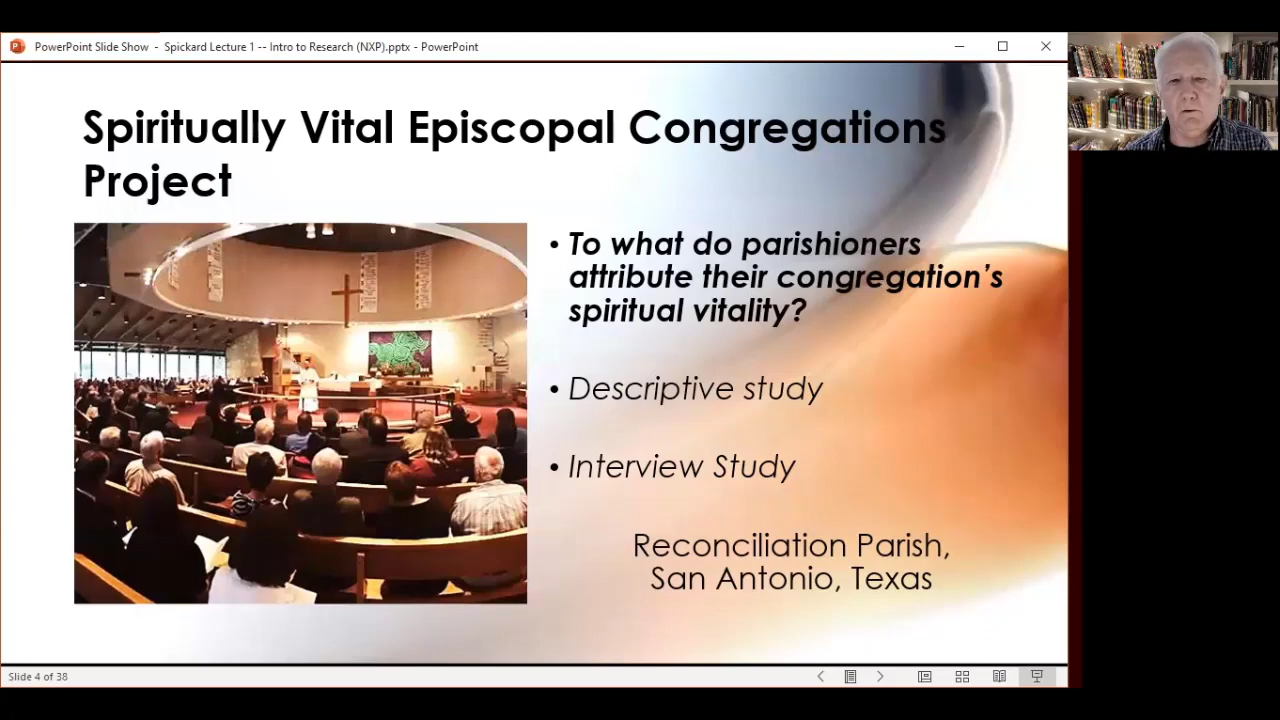 PowerPoint Slide Show - Spickard Lecture 1 -- Intro to Research (NXP).pptx - PowerPoint
Spiritually Vital Episcopal Congregations
Project
• To what do parishioners
attribute their congregation’s
spiritual vitality?
• Descriptive study
• Interview Study
Reconciliation Parish,
San Antonio, Texas
Slide 4 of 38